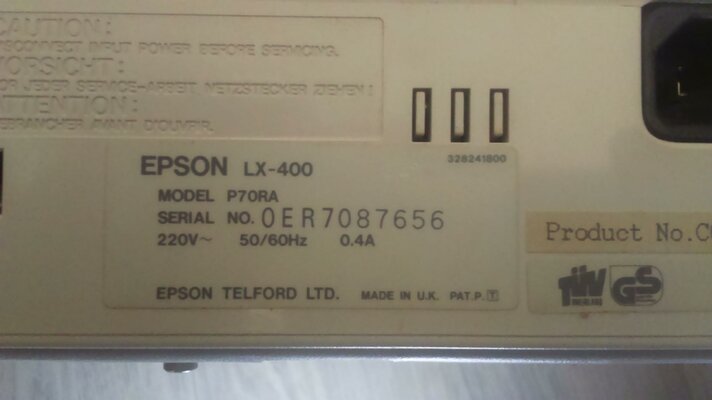 CAUTION:
DISCONNECT INPUT POWER BEFORE SERVICING.
VORSICHT:
VOR JEDER SERVICE-ARBEIT NETZSTECKER ZIEHEN!
ATTENTION:
DEBRANCHER AVANT D'OUVRIR.
328241800
EPSON LX-400
MODEL P70RA
SERIAL NO. 0ER7087656
220V~ 50/60Hz 0.4A
Product No.C
TÜV GS
EPSON TELFORD LTD. MADE IN U.K. PAT.P. T